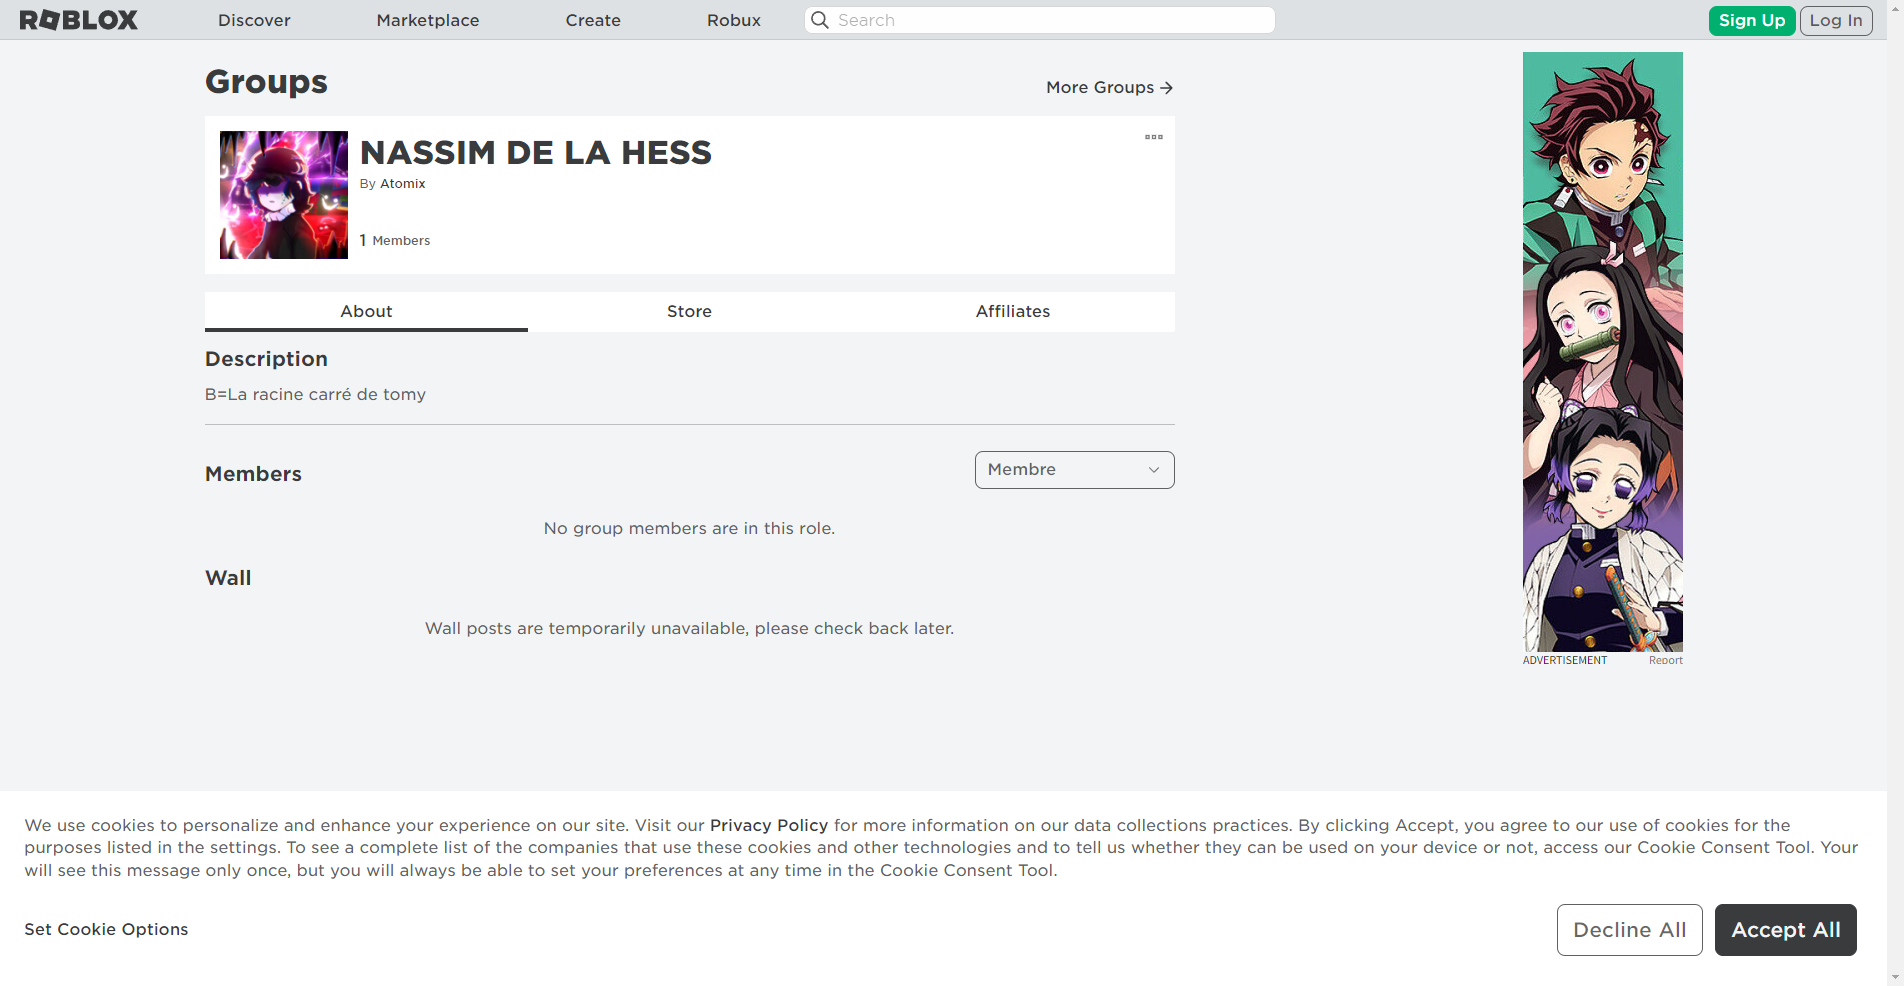 ROBLOX
Discover
Marketplace
Create
Robux
Search
Sign Up
Log In
Groups
More Groups
NASSIM DE LA HESS
By Atomix
1 Members
About
Store
Affiliates
Description
B=La racine carré de tomy
Members
Membre
No group members are in this role.
Wall
Wall posts are temporarily unavailable, please check back later.
ADVERTISEMENT
Report
We use cookies to personalize and enhance your experience on our site. Visit our Privacy Policy for more information on our data collections practices. By clicking Accept, you agree to our use of cookies for the
purposes listed in the settings. To see a complete list of the companies that use these cookies and other technologies and to tell us whether they can be used on your device or not, access our Cookie Consent Tool. Your
will see this message only once, but you will always be able to set your preferences at any time in the Cookie Consent Tool.
Set Cookie Options
Decline All
Accept All